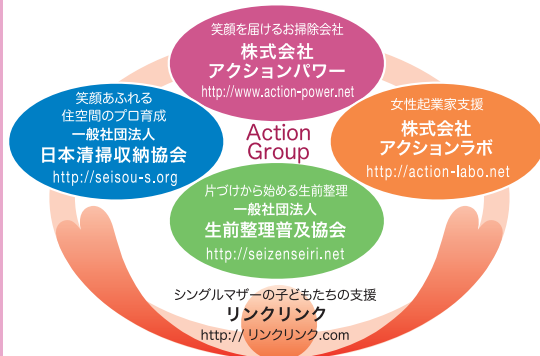 笑顔を届けるお掃除会社
株式会社
アクションパワー
http://www.action-power.net
笑顔あふれる
住空間のプロ育成
一般社団法人
日本清掃収納協会
http://seisou-s.org
Action
Group
女性起業家支援
株式会社
アクションラボ
http://action-labo.net
片づけから始める生前整理
一般社団法人
生前整理普及協会
http://seizenseiri.net
シングルマザーの子どもたちの支援
リンクリンク
http:// リンクリンク.com